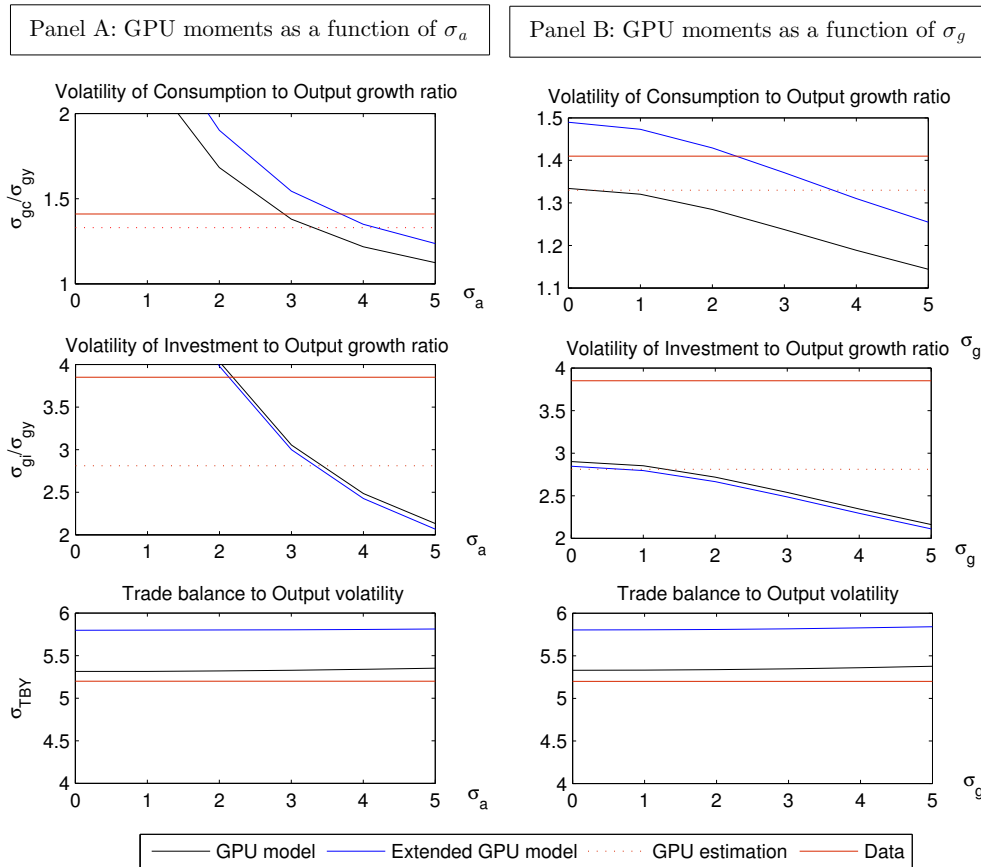 Panel A: GPU moments as a function of σa
Panel B: GPU moments as a function of σg
Volatility of Consumption to Output growth ratio
2
1.5
1
σgc/σgy
0 1 2 3 4 5
σa
Volatility of Consumption to Output growth ratio
1.5
1.4
1.3
1.2
1.1
0 1 2 3 4 5
σg
Volatility of Investment to Output growth ratio
4
3.5
3
2.5
2
σgi/σgy
0 1 2 3 4 5
σa
Volatility of Investment to Output growth ratio
4
3.5
3
2.5
2
0 1 2 3 4 5
σg
Trade balance to Output volatility
6
5.5
5
4.5
4
σTBY
0 1 2 3 4 5
σa
Trade balance to Output volatility
6
5.5
5
4.5
4
0 1 2 3 4 5
σg
GPU model Extended GPU model GPU estimation Data